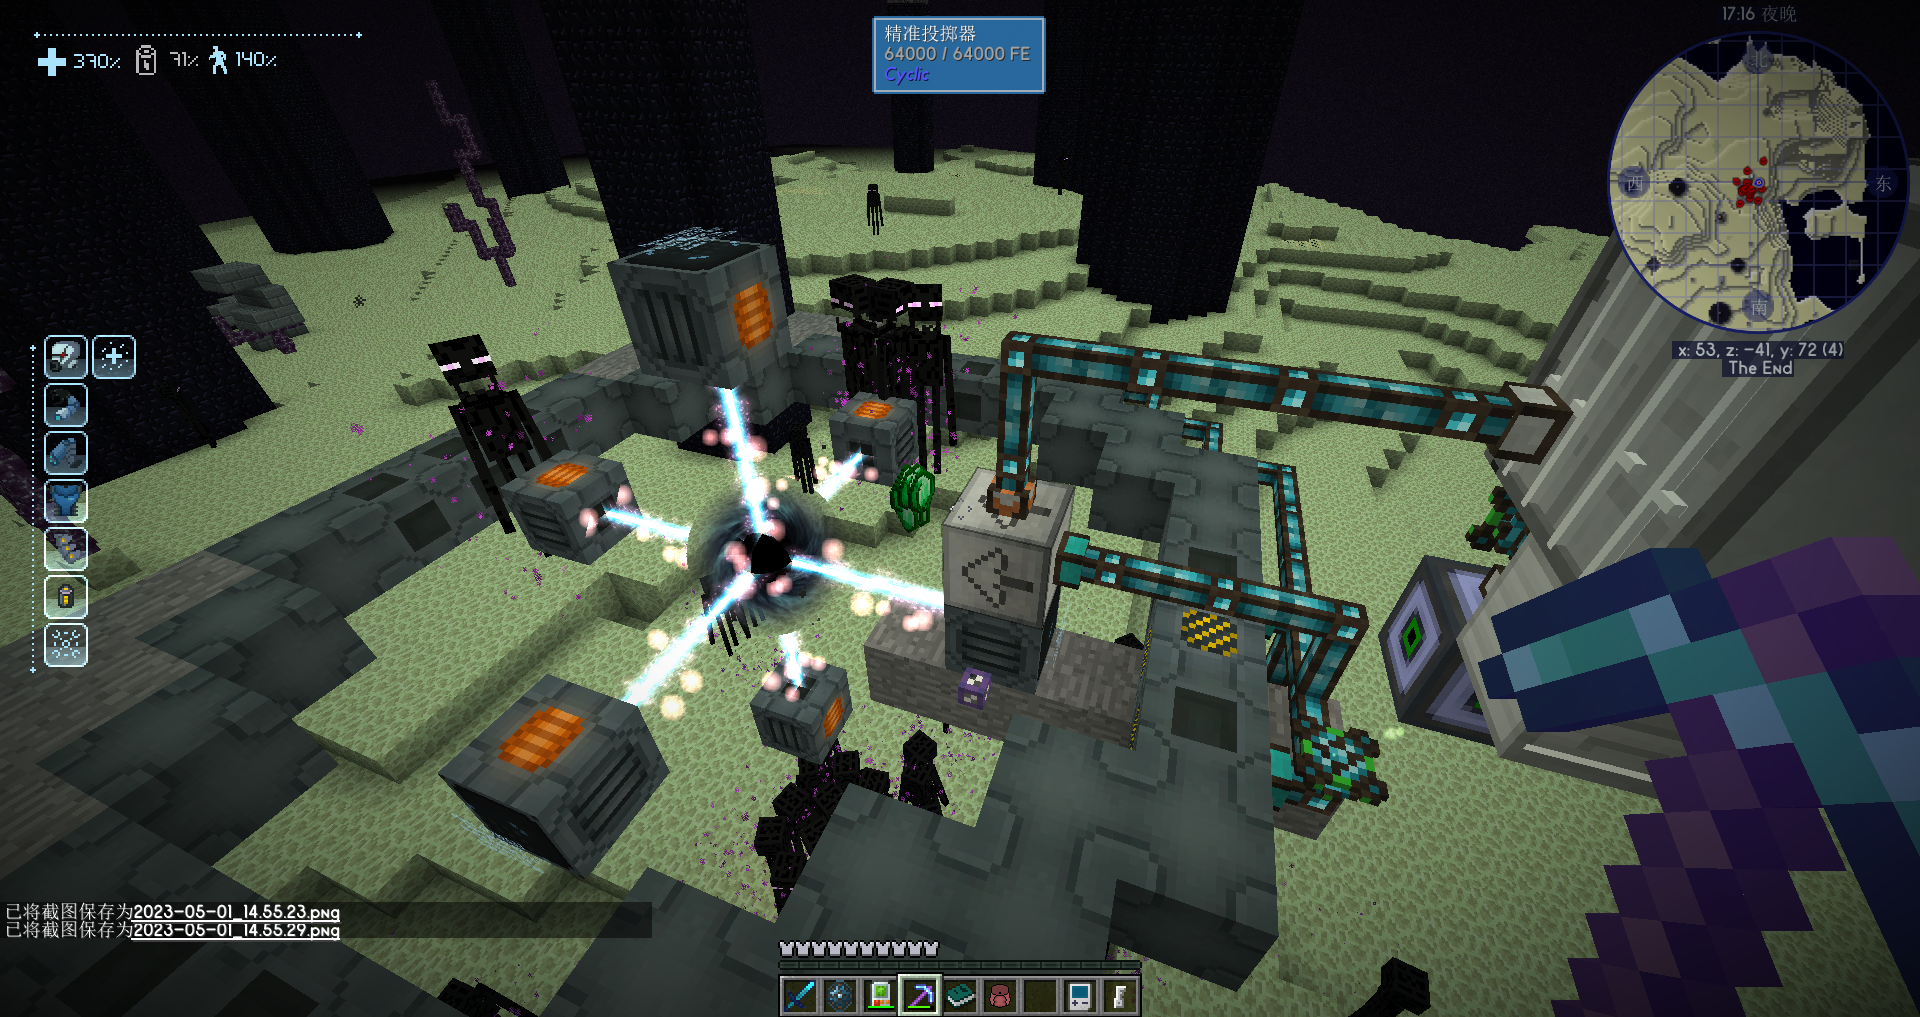 370% 71% 140%
精准投掷器
64000 / 64000 FE
Cyclic
17:16 夜晚
北
西
东
南
x: 53, z: -41, y: 72 (4)
The End
已将截图保存为2023-05-01_14.55.23.png
已将截图保存为2023-05-01_14.55.29.png